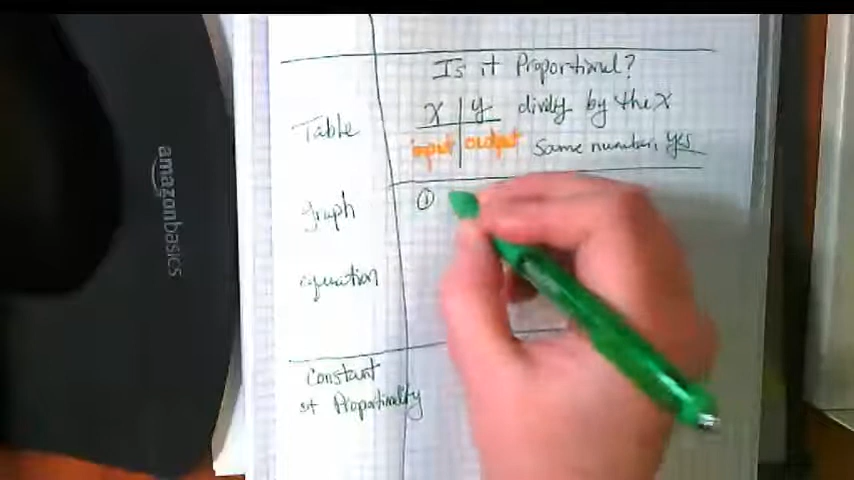 amazonbasics
Is it Proportional?
Table
x y divide by the x
input output same number, yes
graph
①
equation
Constant
of Proportionality